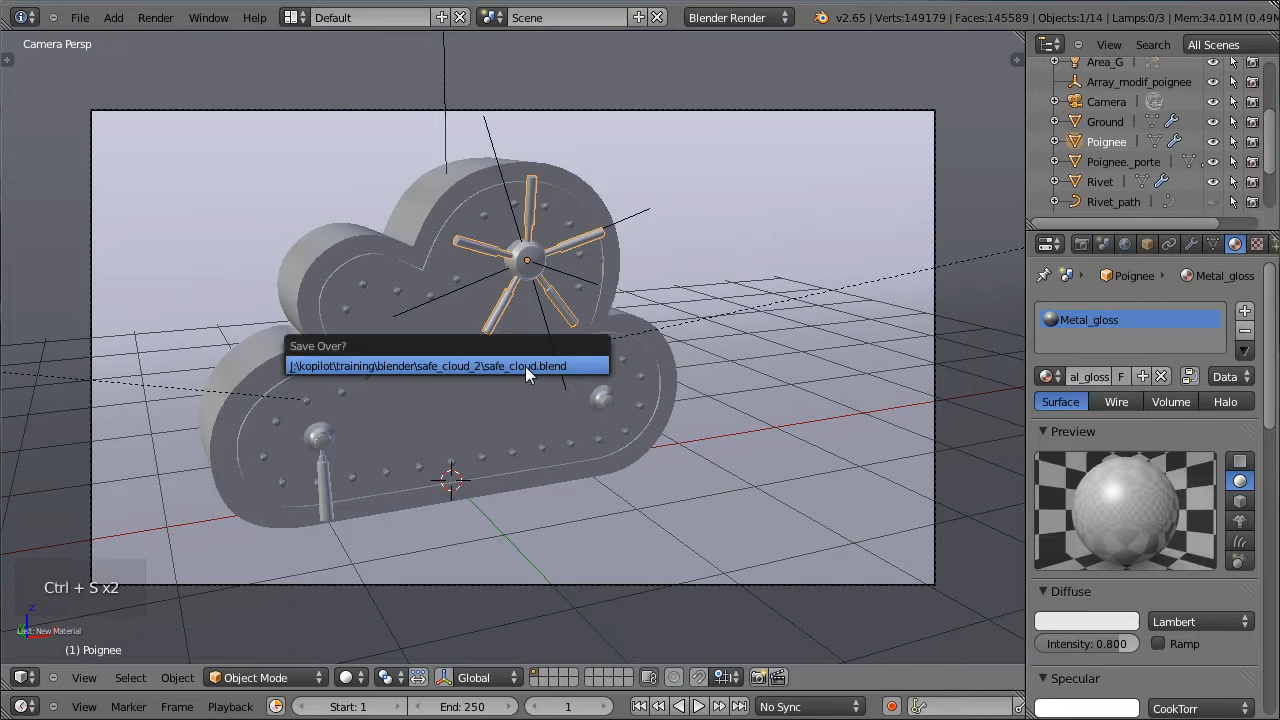 File Add Render Window Help Default Scene Blender Render v2.65 | Verts:149179 | Faces:145589 | Objects:1/14 | Lamps:0/3 | Mem:34.01M (0.49M
Camera Persp
View Search All Scenes
Area_G
Array_modif_poignee
Camera
Ground
Poignee
Poignee._porte
Rivet
Rivet_path
Poignee Metal_gloss
Metal_gloss
al_gloss F Data
Surface Wire Volume Halo
Preview
Diffuse
Lambert
Intensity: 0.800 Ramp
Specular
CookTorr
Save Over?
J:\kopilot\training\blender\safe_cloud_2\safe_cloud.blend
Ctrl + S x2
z
Last: New Material
(1) Poignee
View Select Object Object Mode Global
View Marker Frame Playback Start: 1 End: 250 1 No Sync